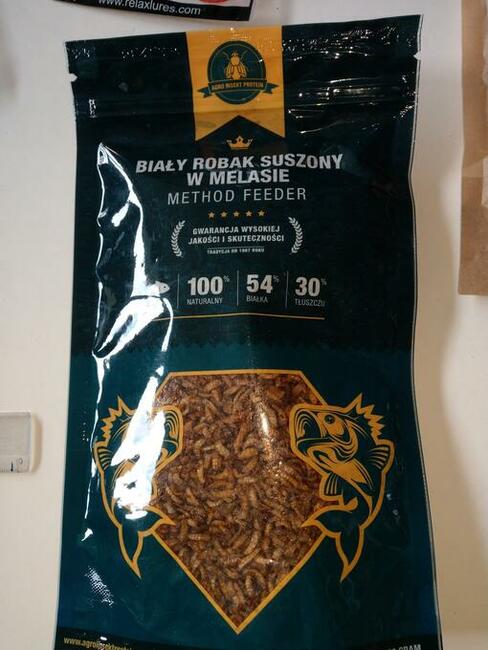 www.relaxlures.com
AGRO INSEKT PROTEIN
BIAŁY ROBAK SUSZONY
W MELASIE
METHOD FEEDER
GWARANCJA WYSOKIEJ
JAKOŚCI I SKUTECZNOŚCI
TRADYCJA OD 1987 ROKU
100% 54% 30%
NATURALNY BIAŁKA TŁUSZCZU
GRAM